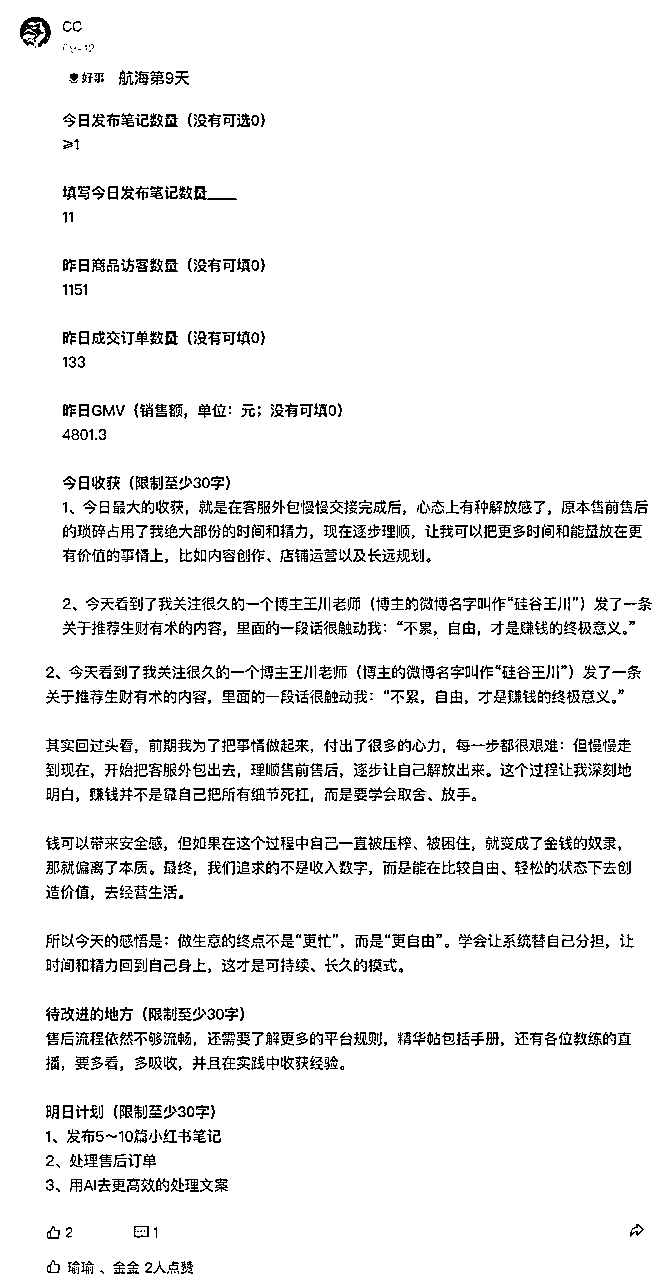 CC
航海第9天
今日发布笔记数量（没有可选0）
≥1
填写今日发布笔记数量____
11
昨日商品访客数量（没有可填0）
1151
昨日成交订单数量（没有可填0）
133
昨日GMV（销售额，单位：元；没有可填0）
4801.3
今日收获（限制至少30字）
1、今日最大的收获，就是在客服外包慢慢交接完成后，心态上有种解放感了，原本售前售后
的琐碎占用了我绝大部份的时间和精力，现在逐步理顺，让我可以把更多时间和能量放在更
有价值的事情上，比如内容创作、店铺运营以及长远规划。
2、今天看到了我关注很久的一个博主王川老师（博主的微博名字叫作“硅谷王川”）发了一条
关于推荐生财有术的内容，里面的一段话很触动我：“不累，自由，才是赚钱的终极意义。”
2、今天看到了我关注很久的一个博主王川老师（博主的微博名字叫作“硅谷王川”）发了一条
关于推荐生财有术的内容，里面的一段话很触动我：“不累，自由，才是赚钱的终极意义。”
其实回过头看，前期我为了把事情做起来，付出了很多的心力，每一步都很艰难；但慢慢走
到现在，开始把客服外包出去，理顺售前售后，逐步让自己解放出来。这个过程让我深刻地
明白，赚钱并不是靠自己把所有细节死扛，而是要学会取舍、放手。
钱可以带来安全感，但如果在这个过程中自己一直被压榨、被困住，就变成了金钱的奴隶，
那就偏离了本质。最终，我们追求的不是收入数字，而是能在比较自由、轻松的状态下去创
造价值，去经营生活。
所以今天的感悟是：做生意的终点不是“更忙”，而是“更自由”。学会让系统替自己分担，让
时间和精力回到自己身上，这才是可持续、长久的模式。
待改进的地方（限制至少30字）
售后流程依然不够流畅，还需要了解更多的平台规则，精华帖包括手册，还有各位教练的直
播，要多看，多吸收，并且在实践中收获经验。
明日计划（限制至少30字）
1、发布5～10篇小红书笔记
2、处理售后订单
3、用AI去更高效的处理文案
2
1
瑜瑜 、金金 2人点赞